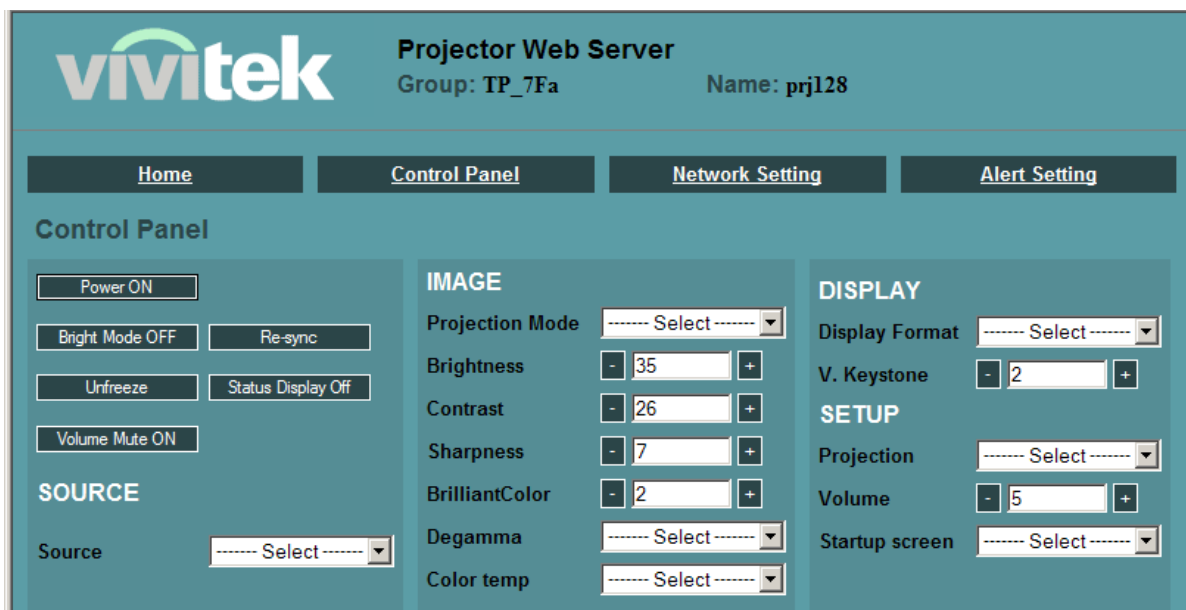 vivitek
Projector Web Server
Group: TP_7Fa Name: prj128
Home Control Panel Network Setting Alert Setting
Control Panel
Power ON
Bright Mode OFF Re-sync
Unfreeze Status Display Off
Volume Mute ON
SOURCE
Source ------- Select -------
IMAGE
Projection Mode ------- Select -------
Brightness - 35 +
Contrast - 26 +
Sharpness - 7 +
BrilliantColor - 2 +
Degamma ------- Select -------
Color temp ------- Select -------
DISPLAY
Display Format ------- Select -------
V. Keystone - 2 +
SETUP
Projection ------- Select -------
Volume - 5 +
Startup screen ------- Select -------